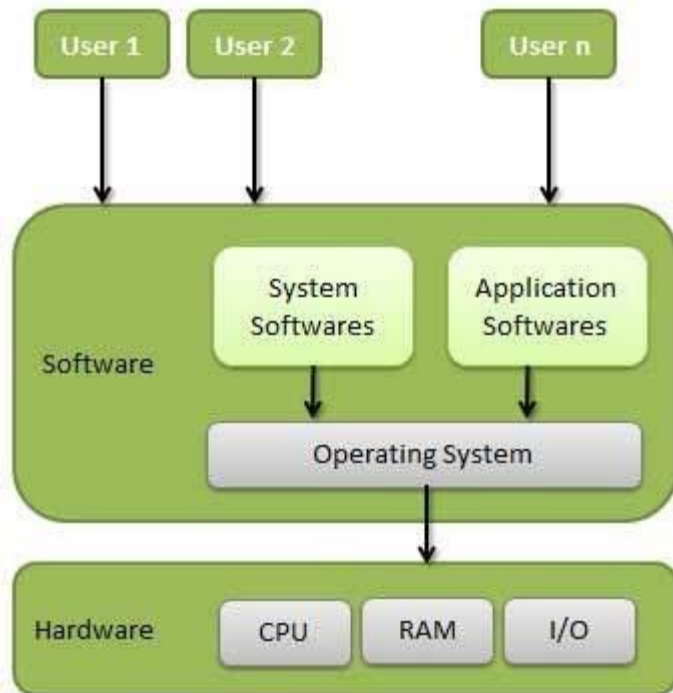 User 1
User 2
User n
System
Softwares
Application
Softwares
Software
Operating System
Hardware
CPU
RAM
I/O